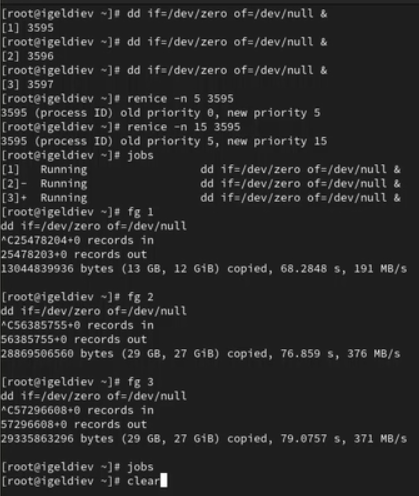 [root@igeldiev ~]# dd if=/dev/zero of=/dev/null &
[1] 3595
[root@igeldiev ~]# dd if=/dev/zero of=/dev/null &
[2] 3596
[root@igeldiev ~]# dd if=/dev/zero of=/dev/null &
[3] 3597
[root@igeldiev ~]# renice -n 5 3595
3595 (process ID) old priority 0, new priority 5
[root@igeldiev ~]# renice -n 15 3595
3595 (process ID) old priority 5, new priority 15
[root@igeldiev ~]# jobs
[1]   Running                 dd if=/dev/zero of=/dev/null &
[2]-  Running                 dd if=/dev/zero of=/dev/null &
[3]+  Running                 dd if=/dev/zero of=/dev/null &
[root@igeldiev ~]# fg 1
dd if=/dev/zero of=/dev/null
^C25478204+0 records in
25478203+0 records out
13044839936 bytes (13 GB, 12 GiB) copied, 68.2848 s, 191 MB/s
[root@igeldiev ~]# fg 2
dd if=/dev/zero of=/dev/null
^C56385755+0 records in
56385755+0 records out
28869506560 bytes (29 GB, 27 GiB) copied, 76.859 s, 376 MB/s
[root@igeldiev ~]# fg 3
dd if=/dev/zero of=/dev/null
^C57296608+0 records in
57296608+0 records out
29335863296 bytes (29 GB, 27 GiB) copied, 79.0757 s, 371 MB/s
[root@igeldiev ~]# jobs
[root@igeldiev ~]# clear